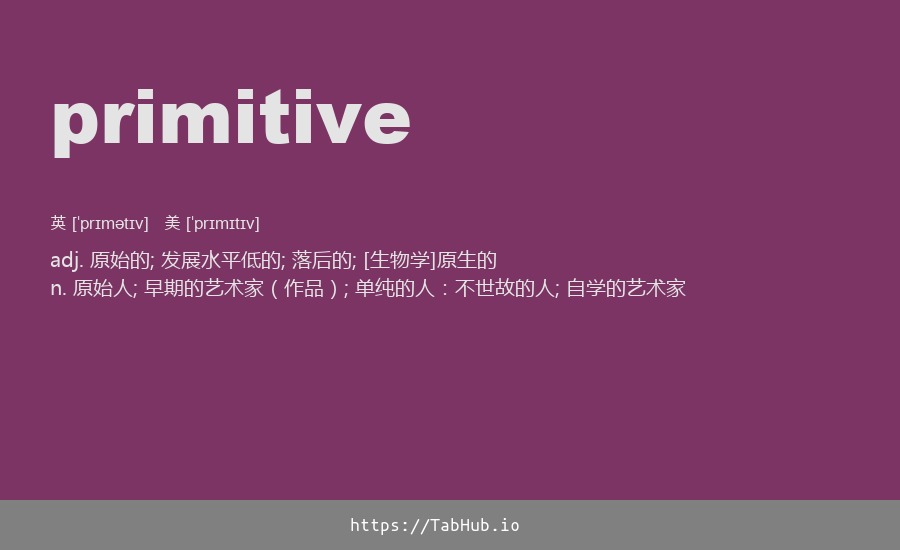 primitive
英 [ˈprɪmətɪv] 美 [ˈprɪmɪtɪv]
adj. 原始的; 发展水平低的; 落后的; [生物学]原生的
n. 原始人; 早期的艺术家（作品）; 单纯的人：不世故的人; 自学的艺术家
https://TabHub.io